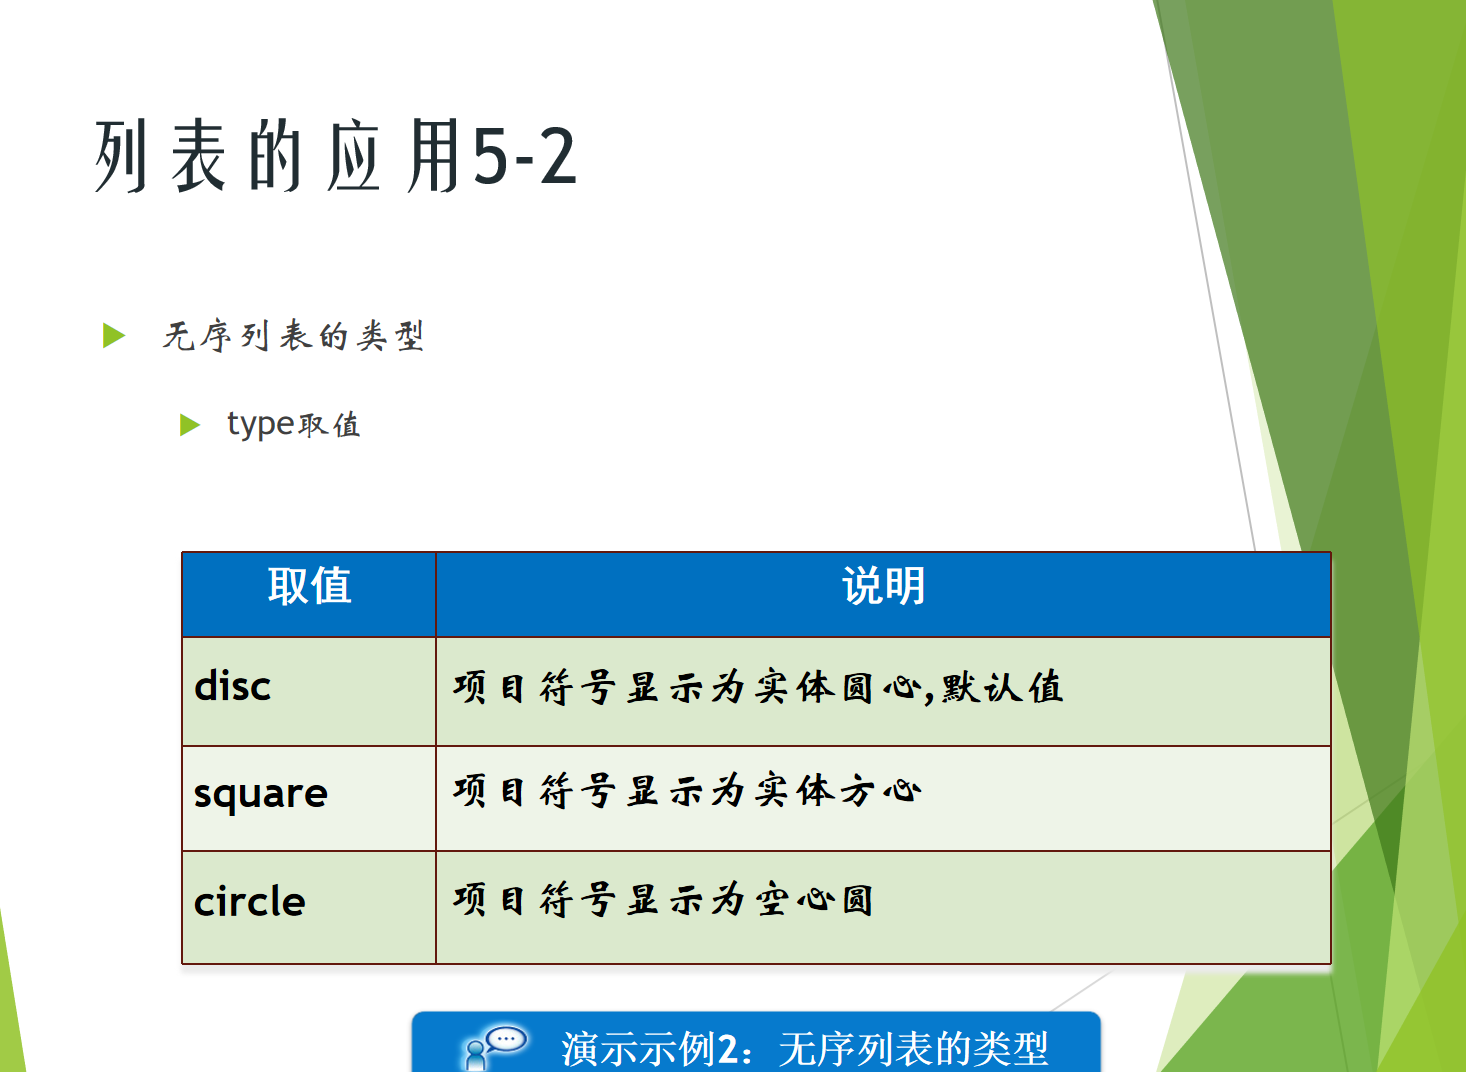 列表的应用5-2
无序列表的类型
type取值
取值 说明
disc 项目符号显示为实体圆心,默认值
square 项目符号显示为实体方心
circle 项目符号显示为空心圆
演示示例2：无序列表的类型